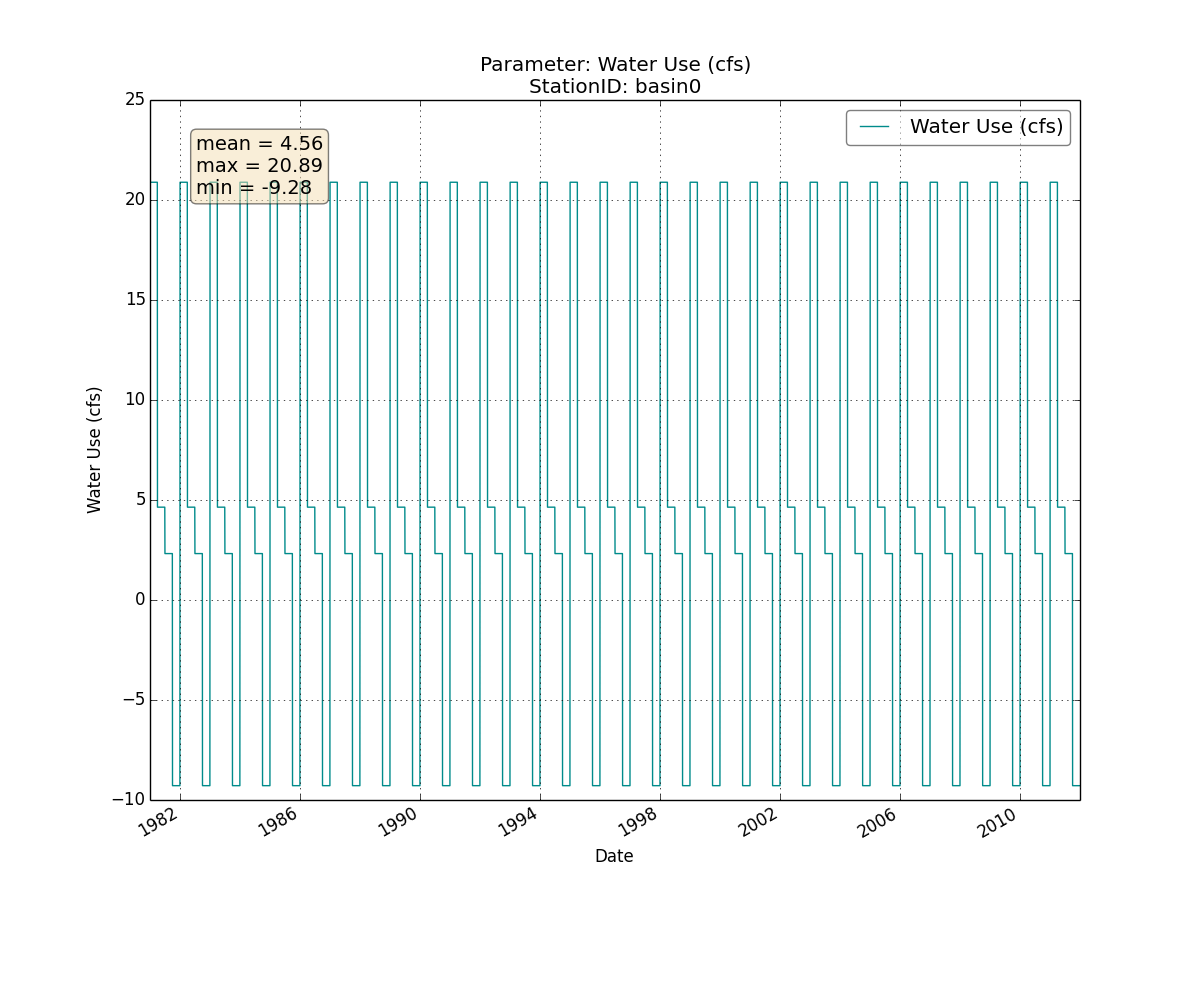 Parameter: Water Use (cfs)
StationID: basin0
25
20
15
10
5
0
−5
−10
Water Use (cfs)
mean = 4.56
max = 20.89
min = -9.28
Water Use (cfs)
1982
1986
1990
1994
1998
2002
2006
2010
Date